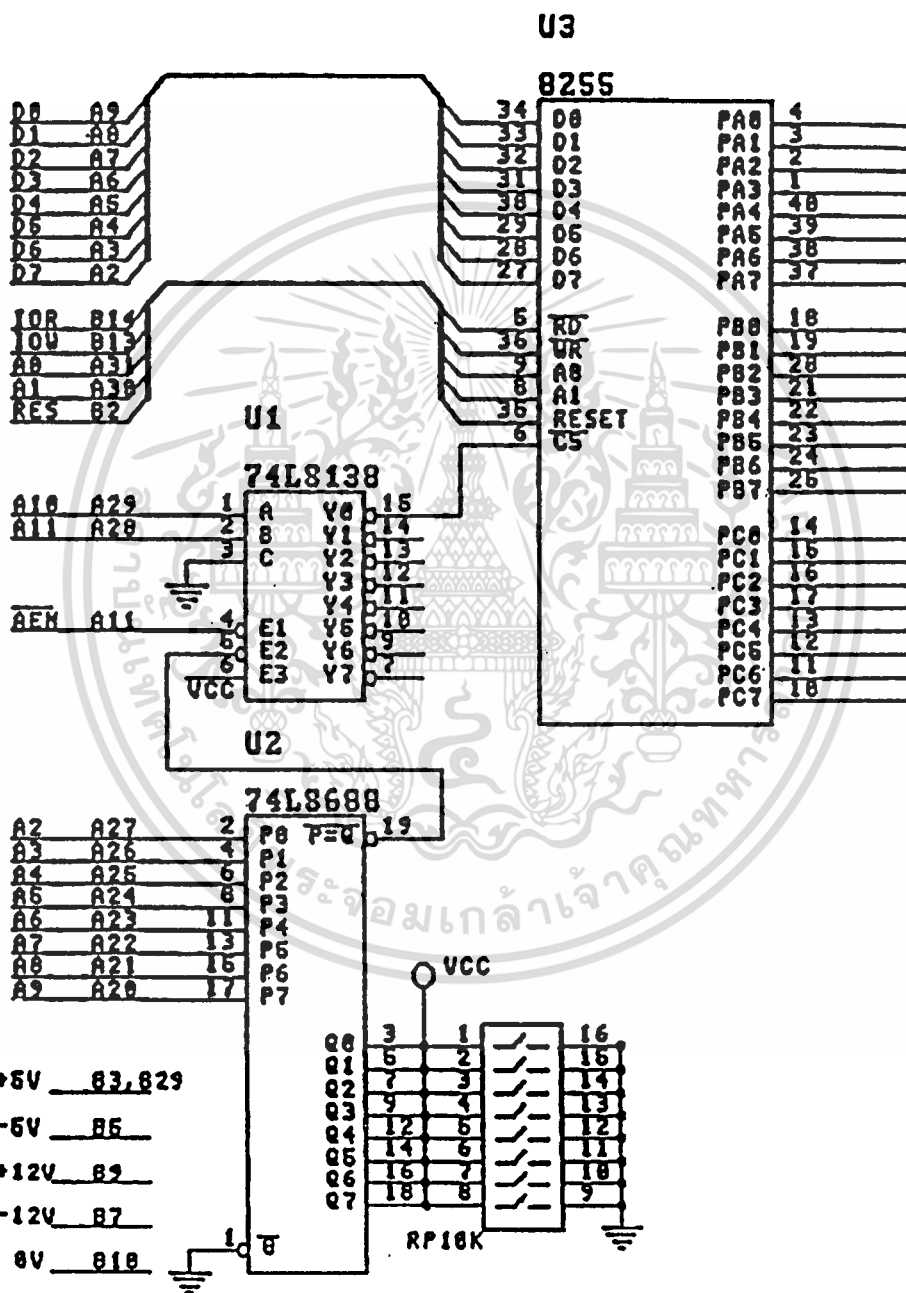 U3
8255
D0 A9
D1 A8
D2 A7
D3 A6
D4 A5
D5 A4
D6 A3
D7 A2
IOR B14
IOW B13
A0 A31
A1 A30
RES B2
34 D0
33 D1
32 D2
31 D3
30 D4
29 D5
28 D6
27 D7
5 RD
36 WR
9 A0
8 A1
35 RESET
6 CS
PA0 4
PA1 3
PA2 2
PA3 1
PA4 40
PA5 39
PA6 38
PA7 37
PB0 18
PB1 19
PB2 20
PB3 21
PB4 22
PB5 23
PB6 24
PB7 25
PC0 14
PC1 15
PC2 16
PC3 17
PC4 13
PC5 12
PC6 11
PC7 10
U1
74LS138
A10 A29
A11 A28
AEN A11
1 A
2 B
3 C
4 E1
5 E2
6 E3
VCC
Y0 15
Y1 14
Y2 13
Y3 12
Y4 11
Y5 10
Y6 9
Y7 7
U2
74LS688
A2 A27 2 P0
A3 A26 4 P1
A4 A25 6 P2
A5 A24 8 P3
A6 A23 11 P4
A7 A22 13 P5
A8 A21 15 P6
A9 A20 17 P7
P=Q 19
VCC
Q0 3 1 16
Q1 5 2 15
Q2 7 3 14
Q3 9 4 13
Q4 12 5 12
Q5 14 6 11
Q6 16 7 10
Q7 18 8 9
RP10K
1 G
+5V B3,B29
-5V B5
+12V B9
-12V B7
0V B10